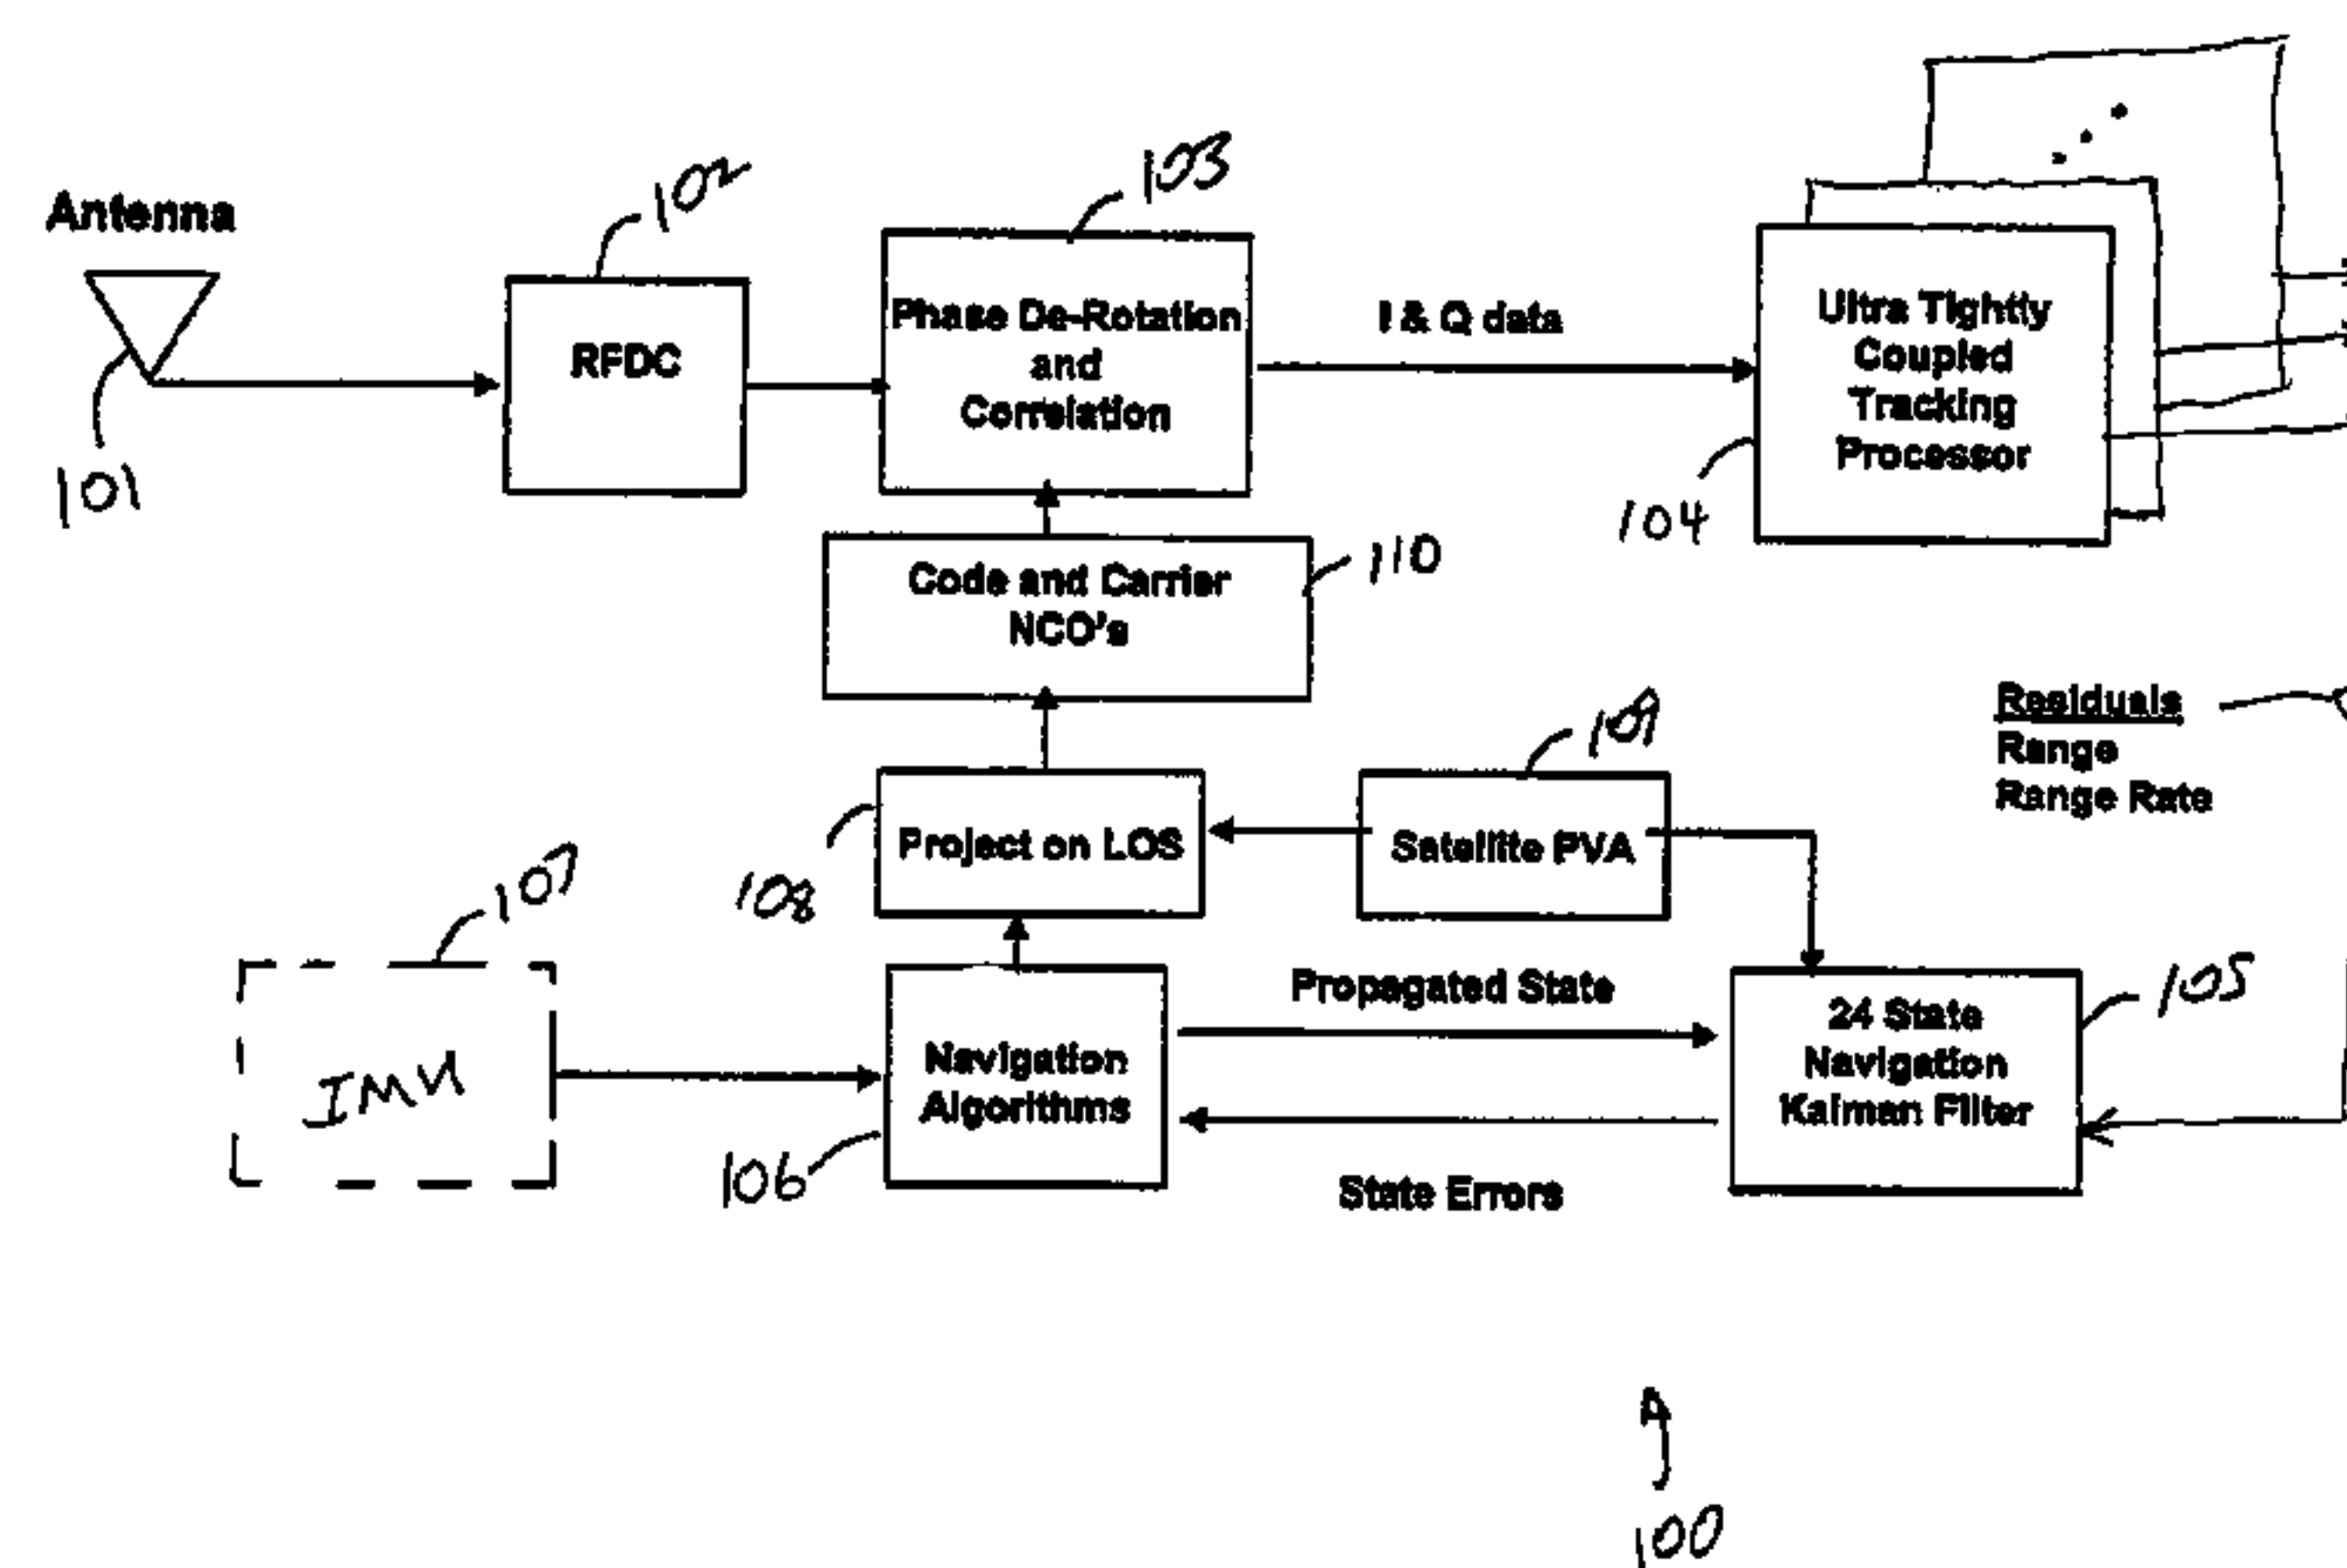 Antenna
101
102
RFDC
103
Phase De-Rotation
and
Correlation
I & Q data
Ultra Tightly
Coupled
Tracking
Processor
104
Code and Carrier
NCO's
110
Residuals
Range
Range Rate
109
Project on LOS
108
Satellite PVA
107
IMU
Navigation
Algorithms
106
Propagated State
State Errors
24 State
Navigation
Kalman Filter
105
100